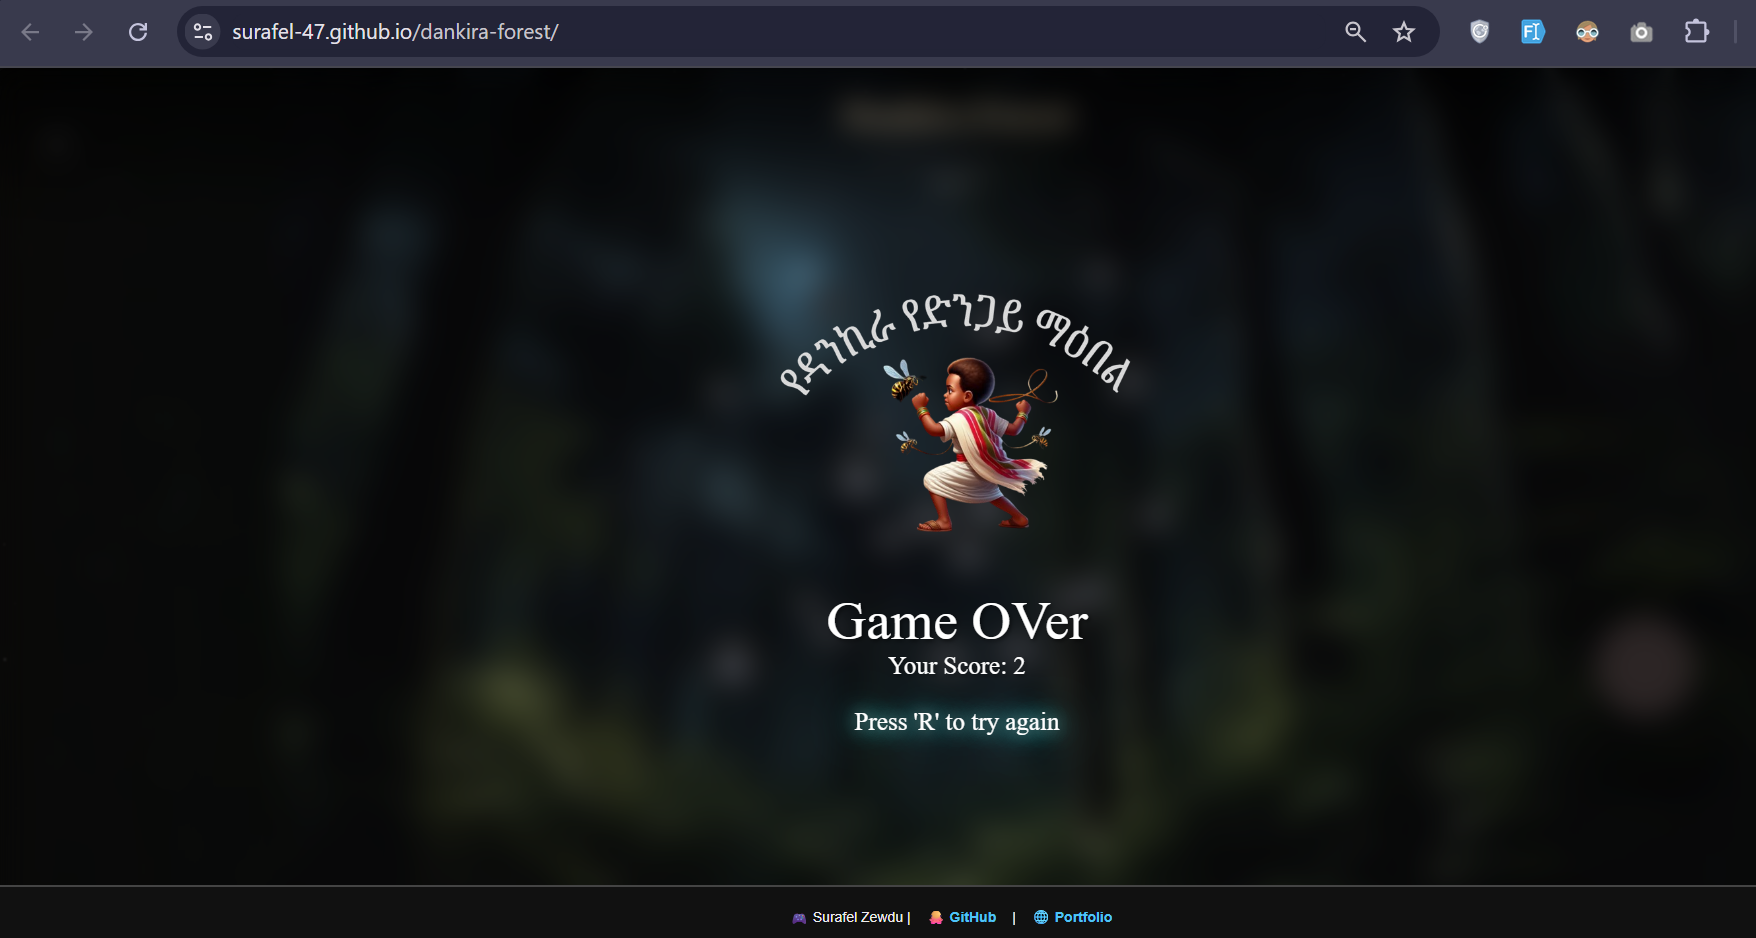 surafel-47.github.io/dankira-forest/
የዳንኪራ የድንጋይ ማዕበል
Game OVer
Your Score: 2
Press 'R' to try again
Surafel Zewdu | GitHub | Portfolio